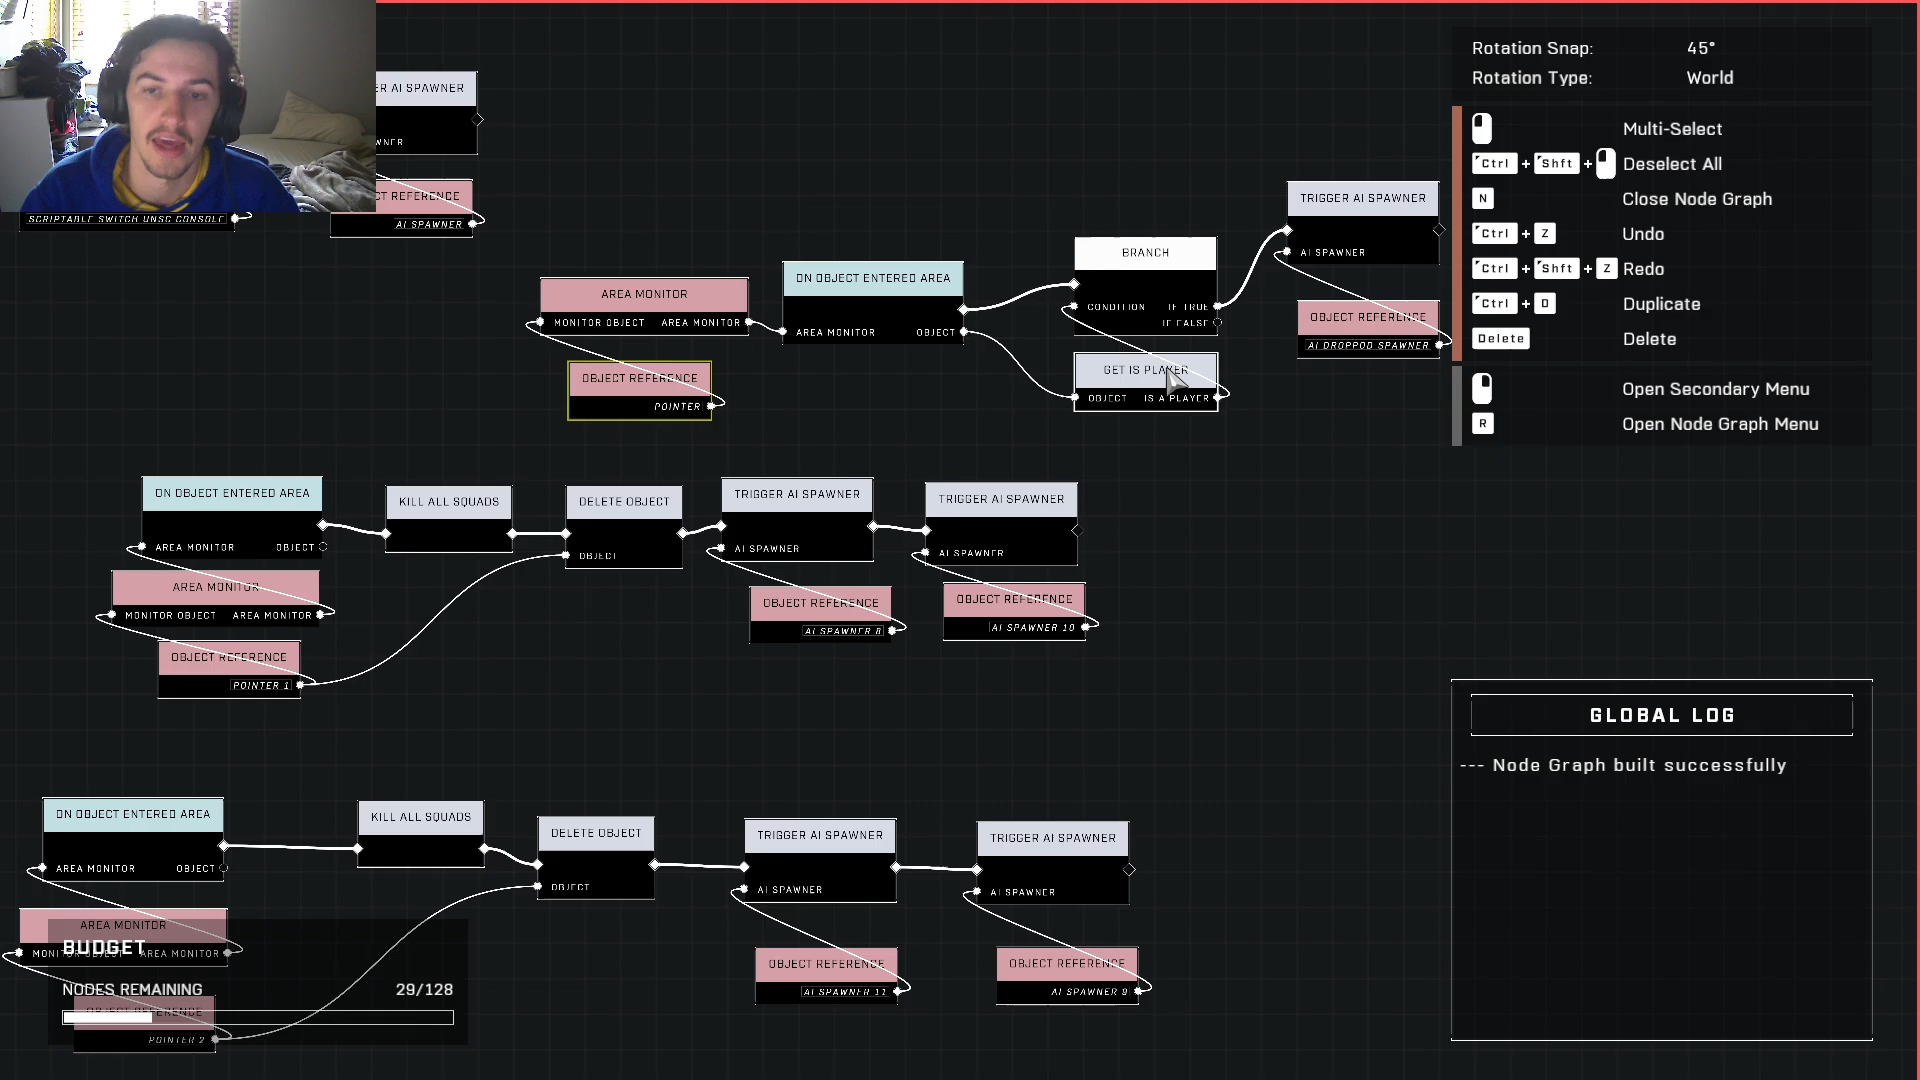 ER AI SPAWNER
WNER
CT REFERENCE
AI SPAWNER
SCRIPTABLE SWITCH UNSC CONSOLE
AREA MONITOR
MONITOR OBJECT AREA MONITOR
OBJECT REFERENCE
POINTER
ON OBJECT ENTERED AREA
AREA MONITOR OBJECT
BRANCH
CONDITION IF TRUE
IF FALSE
GET IS PLAYER
OBJECT IS A PLAYER
TRIGGER AI SPAWNER
AI SPAWNER
OBJECT REFERENCE
AI DROPPOD SPAWNER
Rotation Snap: 45°
Rotation Type: World
Multi-Select
Ctrl + Shft + Deselect All
N Close Node Graph
Ctrl + Z Undo
Ctrl + Shft + Z Redo
Ctrl + D Duplicate
Delete Delete
Open Secondary Menu
R Open Node Graph Menu
ON OBJECT ENTERED AREA
AREA MONITOR OBJECT
AREA MONITOR
MONITOR OBJECT AREA MONITOR
OBJECT REFERENCE
POINTER 1
KILL ALL SQUADS
DELETE OBJECT
OBJECT
TRIGGER AI SPAWNER
AI SPAWNER
OBJECT REFERENCE
AI SPAWNER 8
TRIGGER AI SPAWNER
AI SPAWNER
OBJECT REFERENCE
AI SPAWNER 10
ON OBJECT ENTERED AREA
AREA MONITOR OBJECT
AREA MONITOR
MONITOR OBJECT AREA MONITOR
OBJECT REFERENCE
POINTER 2
KILL ALL SQUADS
DELETE OBJECT
OBJECT
TRIGGER AI SPAWNER
AI SPAWNER
OBJECT REFERENCE
AI SPAWNER 11
TRIGGER AI SPAWNER
AI SPAWNER
OBJECT REFERENCE
AI SPAWNER 9
BUDGET
NODES REMAINING 29/128
GLOBAL LOG
--- Node Graph built successfully